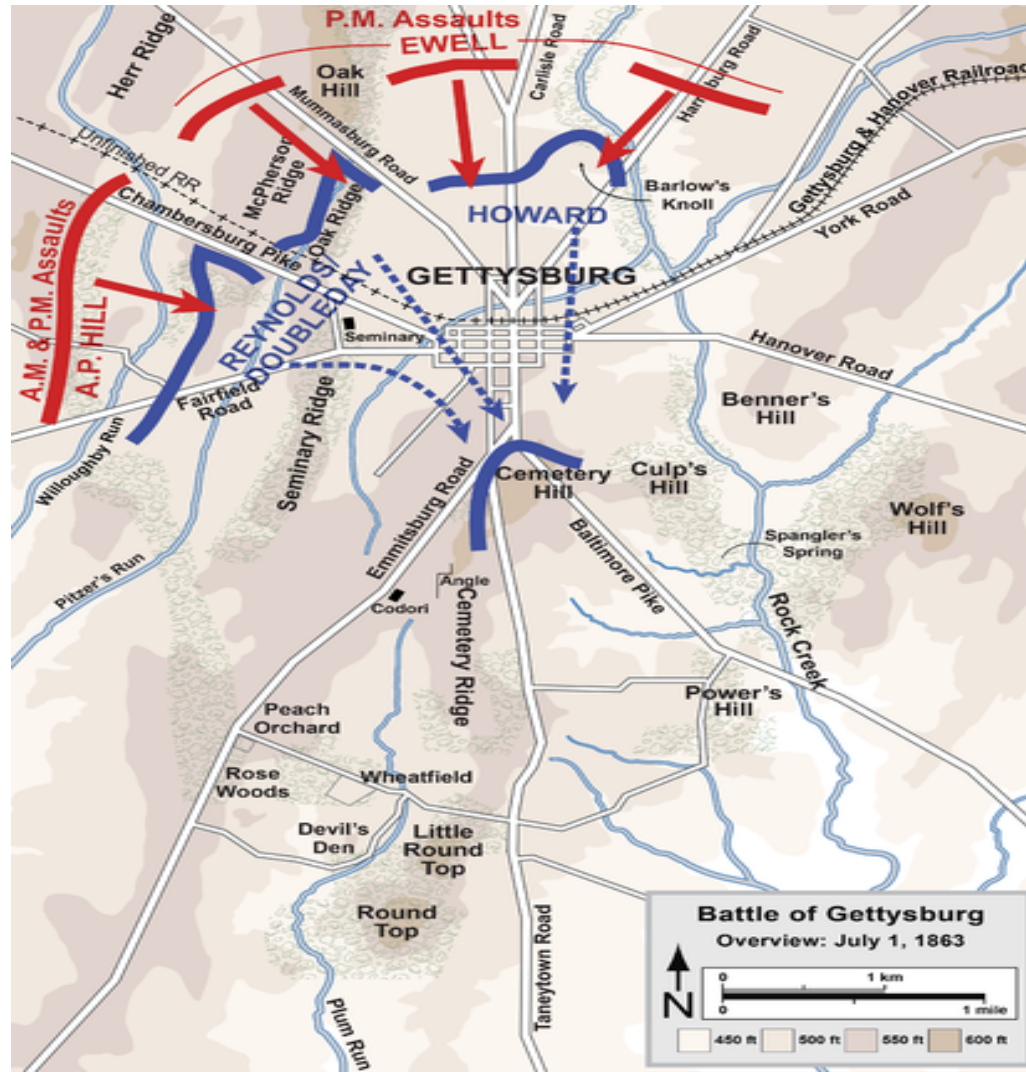 P.M. Assaults
EWELL
Herr Ridge
Oak
Hill
Mummasburg Road
Carlisle Road
Harrisburg Road
Gettysburg & Hanover Railroad
Unfinished RR
McPherson
Ridge
Oak Ridge
Barlow's
Knoll
York Road
Chambersburg Pike
HOWARD
A.M. & P.M. Assaults
A.P. HILL
REYNOLDS/
DOUBLEDAY
GETTYSBURG
Seminary
Hanover Road
Fairfield
Road
Benner's
Hill
Willoughby Run
Seminary Ridge
Cemetery
Hill
Culp's
Hill
Wolf's
Hill
Emmitsburg Road
Baltimore Pike
Spangler's
Spring
Pitzer's Run
Angle
Codori
Cemetery Ridge
Rock Creek
Peach
Orchard
Power's
Hill
Rose
Woods
Wheatfield
Devil's
Den
Little
Round
Top
Round
Top
Taneytown Road
Plum Run
Battle of Gettysburg
Overview: July 1, 1863
N
0 1 km
0 1 mile
450 ft 500 ft 550 ft 600 ft